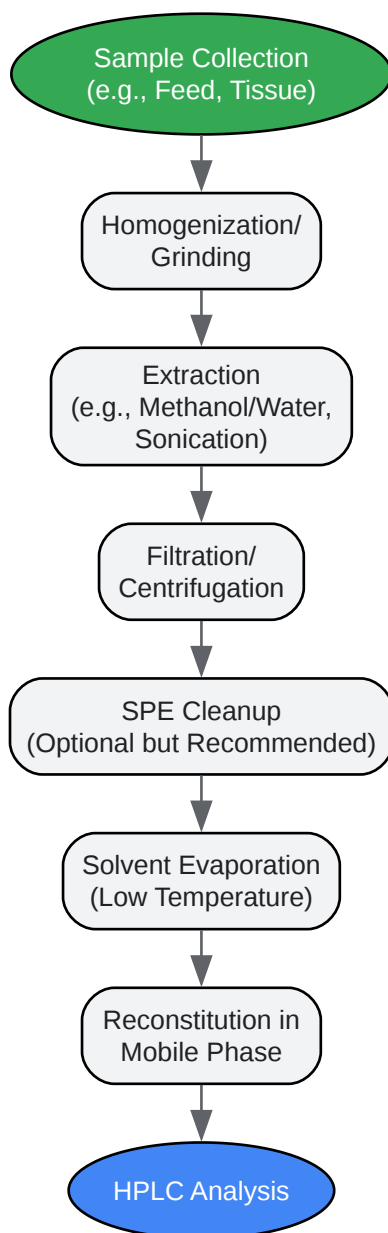 Sample Collection
(e.g., Feed, Tissue)
Homogenization/
Grinding
Extraction
(e.g., Methanol/Water,
Sonication)
Filtration/
Centrifugation
SPE Cleanup
(Optional but Recommended)
Solvent Evaporation
(Low Temperature)
Reconstitution in
Mobile Phase
HPLC Analysis